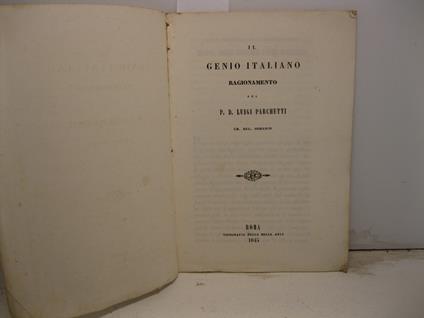 IL
GENIO ITALIANO
RAGIONAMENTO
DEL
P. D. LUIGI PARCHETTI
CH. REG. SOMASCO
ROMA
TIPOGRAFIA DELLE BELLE ARTI
1845